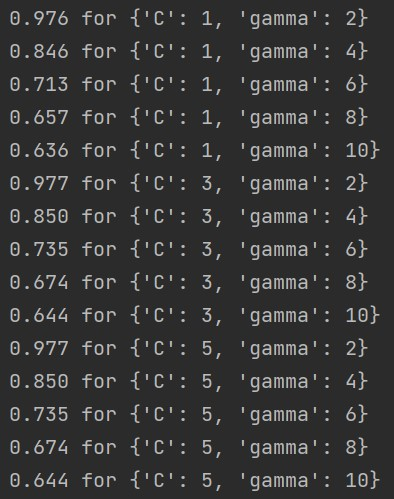 0.976 for {'C': 1, 'gamma': 2}
0.846 for {'C': 1, 'gamma': 4}
0.713 for {'C': 1, 'gamma': 6}
0.657 for {'C': 1, 'gamma': 8}
0.636 for {'C': 1, 'gamma': 10}
0.977 for {'C': 3, 'gamma': 2}
0.850 for {'C': 3, 'gamma': 4}
0.735 for {'C': 3, 'gamma': 6}
0.674 for {'C': 3, 'gamma': 8}
0.644 for {'C': 3, 'gamma': 10}
0.977 for {'C': 5, 'gamma': 2}
0.850 for {'C': 5, 'gamma': 4}
0.735 for {'C': 5, 'gamma': 6}
0.674 for {'C': 5, 'gamma': 8}
0.644 for {'C': 5, 'gamma': 10}